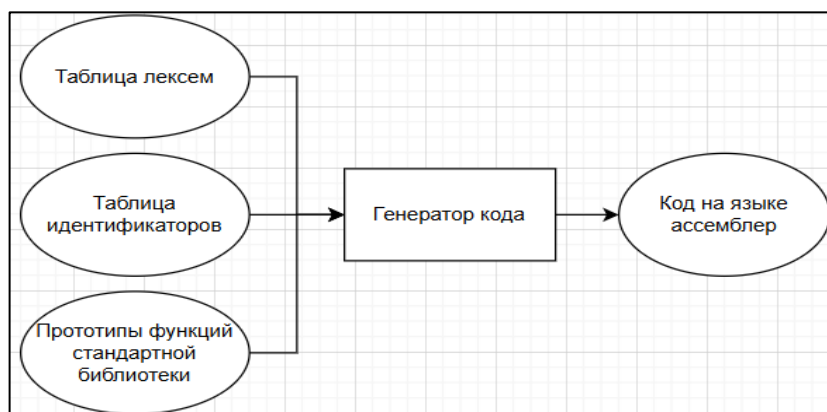 Таблица лексем
Таблица
идентификаторов
Генератор кода
Код на языке
ассемблер
Прототипы функций
стандартной
библиотеки